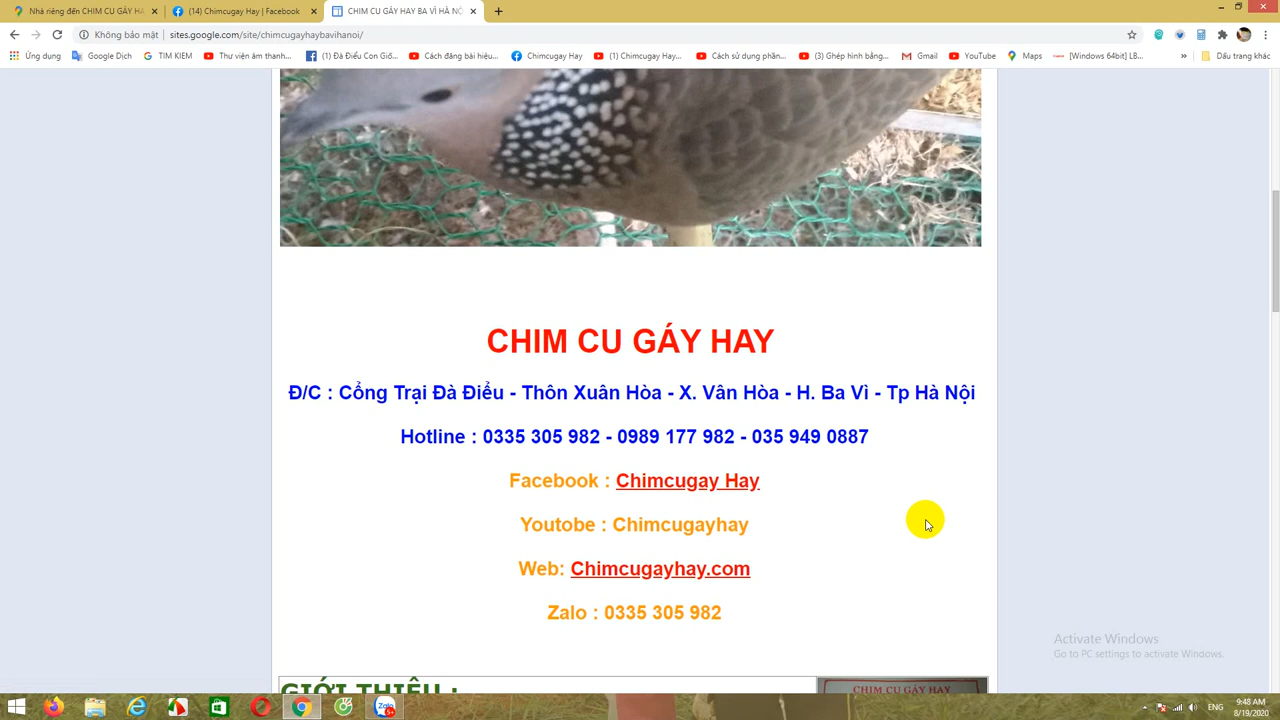 Nhà riêng đến CHIM CU GÁY HA
(14) Chimcugay Hay | Facebook
CHIM CU GÁY HAY BA VÌ HÀ NỘ
Không bảo mật
sites.google.com/site/chimcugayhaybavihanoi/
Ứng dụng
Google Dịch
TIM KIEM
Thư viện âm thanh...
(1) Đà Điểu Con Giố...
Cách đăng bài hiệu...
Chimcugay Hay
(1) Chimcugay Hay...
Cách sử dụng phần...
(3) Ghép hình bằng...
Gmail
YouTube
Maps
[Windows 64bit] LB...
»
Dấu trang khác
CHIM CU GÁY HAY
Đ/C : Cổng Trại Đà Điểu - Thôn Xuân Hòa - X. Vân Hòa - H. Ba Vì - Tp Hà Nội
Hotline : 0335 305 982 - 0989 177 982 - 035 949 0887
Facebook : Chimcugay Hay
Youtobe : Chimcugayhay
Web: Chimcugayhay.com
Zalo : 0335 305 982
Activate Windows
Go to PC settings to activate Windows.
GIỚI THIỆU :
CHIM CU GÁY HAY
Zalo
5+
ENG
9:48 AM
8/19/2020